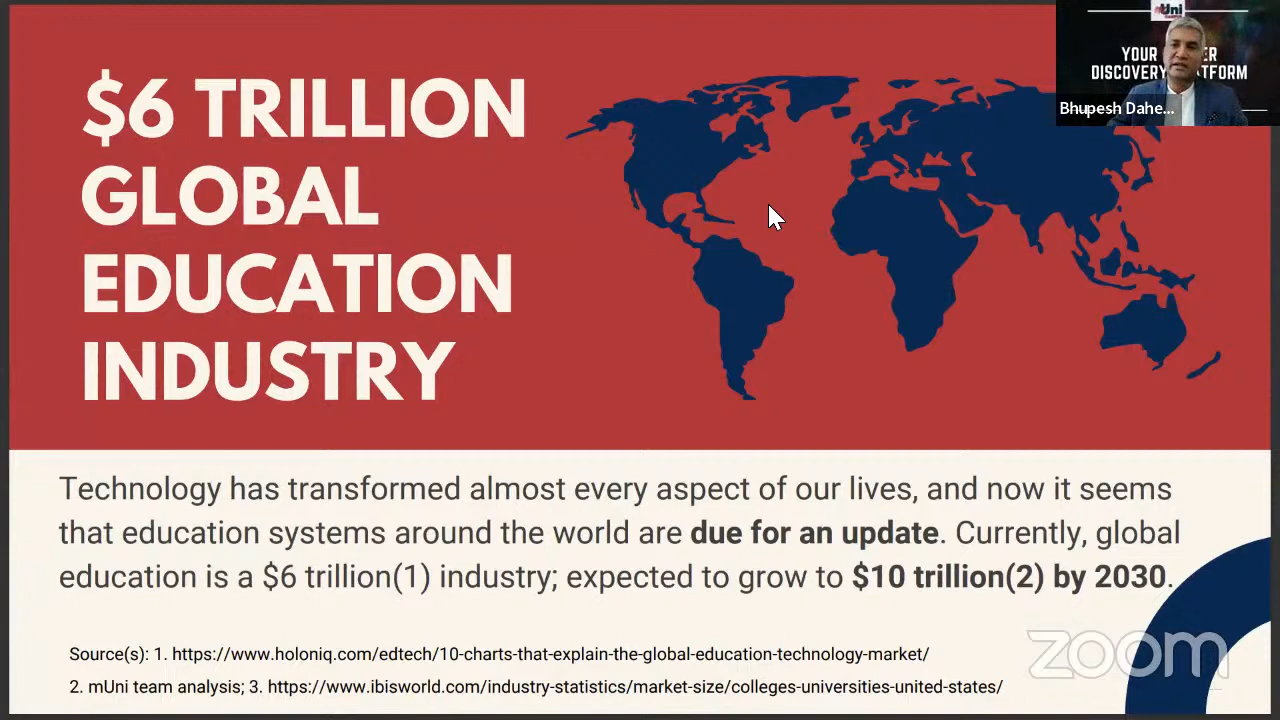 $6 TRILLION
GLOBAL
EDUCATION
INDUSTRY
Uni
YOUR
DISCOVERY
Bhupesh Dahe...
Technology has transformed almost every aspect of our lives, and now it seems
that education systems around the world are due for an update. Currently, global
education is a $6 trillion(1) industry; expected to grow to $10 trillion(2) by 2030.
Source(s): 1. https://www.holoniq.com/edtech/10-charts-that-explain-the-global-education-technology-market/
2. mUni team analysis; 3. https://www.ibisworld.com/industry-statistics/market-size/colleges-universities-united-states/
zoom